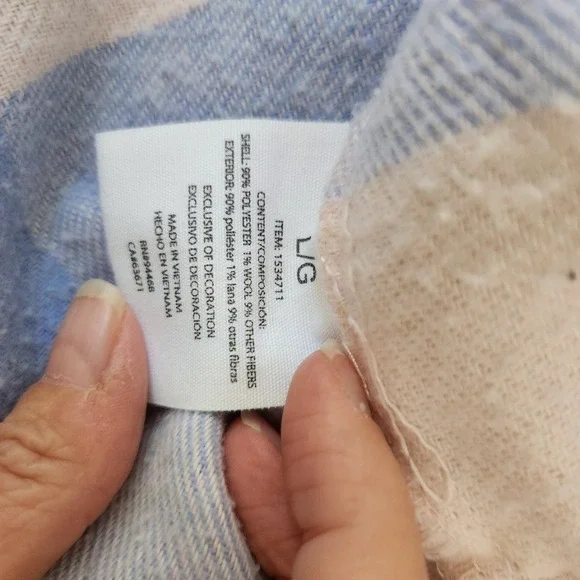 L/G
ITEM: 1534711
CONTENT/COMPOSICIÓN:
SHELL: 90% POLYESTER 1% WOOL 9% OTHER FIBERS
EXTERIOR: 90% poliéster 1% lana 9% otras fibras
EXCLUSIVE OF DECORATION
EXCLUSIVO DE DECORACIÓN
MADE IN VIETNAM
HECHO EN VIETNAM
RN#94468
CA#63671